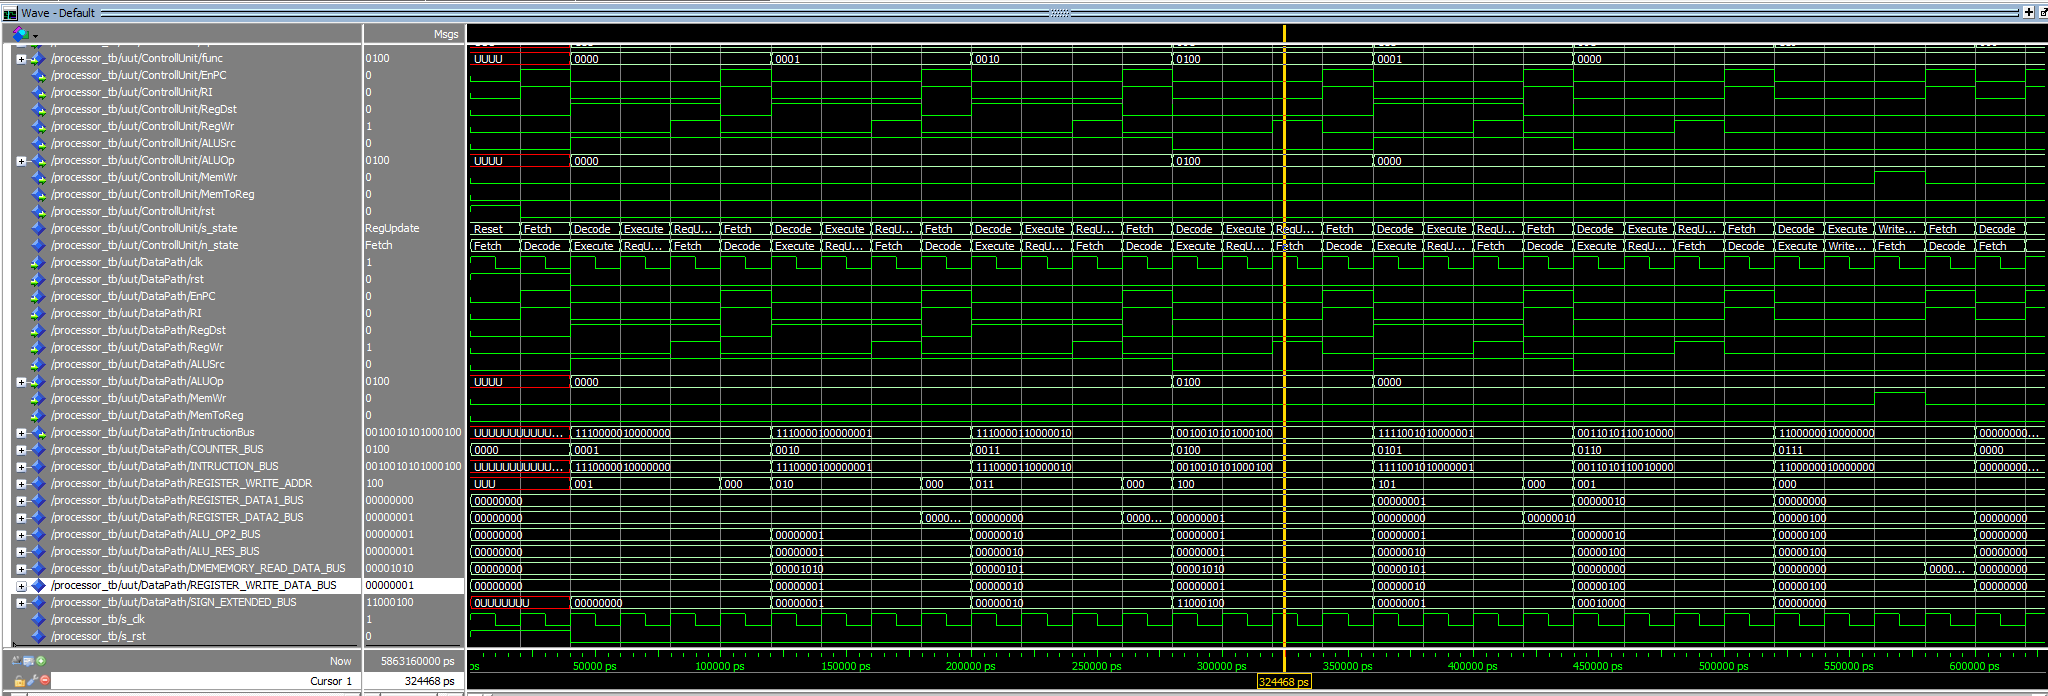 Wave - Default
Msgs
/processor_tb/uut/ControllUnit/func 0100 UUUU 0000 0001 0010 0100 0001 0000
/processor_tb/uut/ControllUnit/EnPC 0
/processor_tb/uut/ControllUnit/RI 0
/processor_tb/uut/ControllUnit/RegDst 0
/processor_tb/uut/ControllUnit/RegWr 1
/processor_tb/uut/ControllUnit/ALUSrc 0
/processor_tb/uut/ControllUnit/ALUOp 0100 UUUU 0000 0100 0000
/processor_tb/uut/ControllUnit/MemWr 0
/processor_tb/uut/ControllUnit/MemToReg 0
/processor_tb/uut/ControllUnit/rst 0
/processor_tb/uut/ControllUnit/s_state RegUpdate Reset Fetch Decode Execute RegU... Fetch Decode Execute RegU... Fetch Decode Execute RegU... Fetch Decode Execute RegU... Fetch Decode Execute RegU... Fetch Decode Execute RegU... Fetch Decode Execute Write... Fetch Decode
/processor_tb/uut/ControllUnit/n_state Fetch Fetch Decode Execute RegU... Fetch Decode Execute RegU... Fetch Decode Execute RegU... Fetch Decode Execute RegU... Fetch Decode Execute RegU... Fetch Decode Execute RegU... Fetch Decode Execute Write... Fetch Decode Fetch
/processor_tb/uut/DataPath/clk 1
/processor_tb/uut/DataPath/rst 0
/processor_tb/uut/DataPath/EnPC 0
/processor_tb/uut/DataPath/RI 0
/processor_tb/uut/DataPath/RegDst 0
/processor_tb/uut/DataPath/RegWr 1
/processor_tb/uut/DataPath/ALUSrc 0
/processor_tb/uut/DataPath/ALUOp 0100 UUUU 0000 0100 0000
/processor_tb/uut/DataPath/MemWr 0
/processor_tb/uut/DataPath/MemToReg 0
/processor_tb/uut/DataPath/IntructionBus 0010010101000100 UUUUUUUUUUU... 1110000010000000 1110000100000001 1110000110000010 0010010101000100 1111001010000001 0011010110010000 1100000010000000 00000000...
/processor_tb/uut/DataPath/COUNTER_BUS 0100 0000 0001 0010 0011 0100 0101 0110 0111 0000
/processor_tb/uut/DataPath/INTRUCTION_BUS 0010010101000100 UUUUUUUUUUU... 1110000010000000 1110000100000001 1110000110000010 0010010101000100 1111001010000001 0011010110010000 1100000010000000 00000000...
/processor_tb/uut/DataPath/REGISTER_WRITE_ADDR 100 UUU 001 000 010 000 011 000 100 101 000 001 000
/processor_tb/uut/DataPath/REGISTER_DATA1_BUS 00000000 00000000 00000001 00000010 00000000
/processor_tb/uut/DataPath/REGISTER_DATA2_BUS 00000001 00000000 0000... 00000000 0000... 00000001 00000000 00000010 00000100 00000000
/processor_tb/uut/DataPath/ALU_OP2_BUS 00000001 00000000 00000001 00000010 00000001 00000001 00000010 00000100 00000000
/processor_tb/uut/DataPath/ALU_RES_BUS 00000001 00000000 00000001 00000010 00000001 00000010 00000100 00000100 00000000
/processor_tb/uut/DataPath/DMEMEMORY_READ_DATA_BUS 00001010 00000000 00001010 00000101 00001010 00000101 00000000 00000000 0000... 00000000
/processor_tb/uut/DataPath/REGISTER_WRITE_DATA_BUS 00000001 00000000 00000001 00000010 00000001 00000010 00000100 00000100 00000000
/processor_tb/uut/DataPath/SIGN_EXTENDED_BUS 11000100 0UUUUUUU 00000000 00000001 00000010 11000100 00000001 00010000 00000000
/processor_tb/s_clk 1
/processor_tb/s_rst 0
Now 5863160000 ps ps 50000 ps 100000 ps 150000 ps 200000 ps 250000 ps 300000 ps 350000 ps 400000 ps 450000 ps 500000 ps 550000 ps 600000 ps
Cursor 1 324468 ps 324468 ps